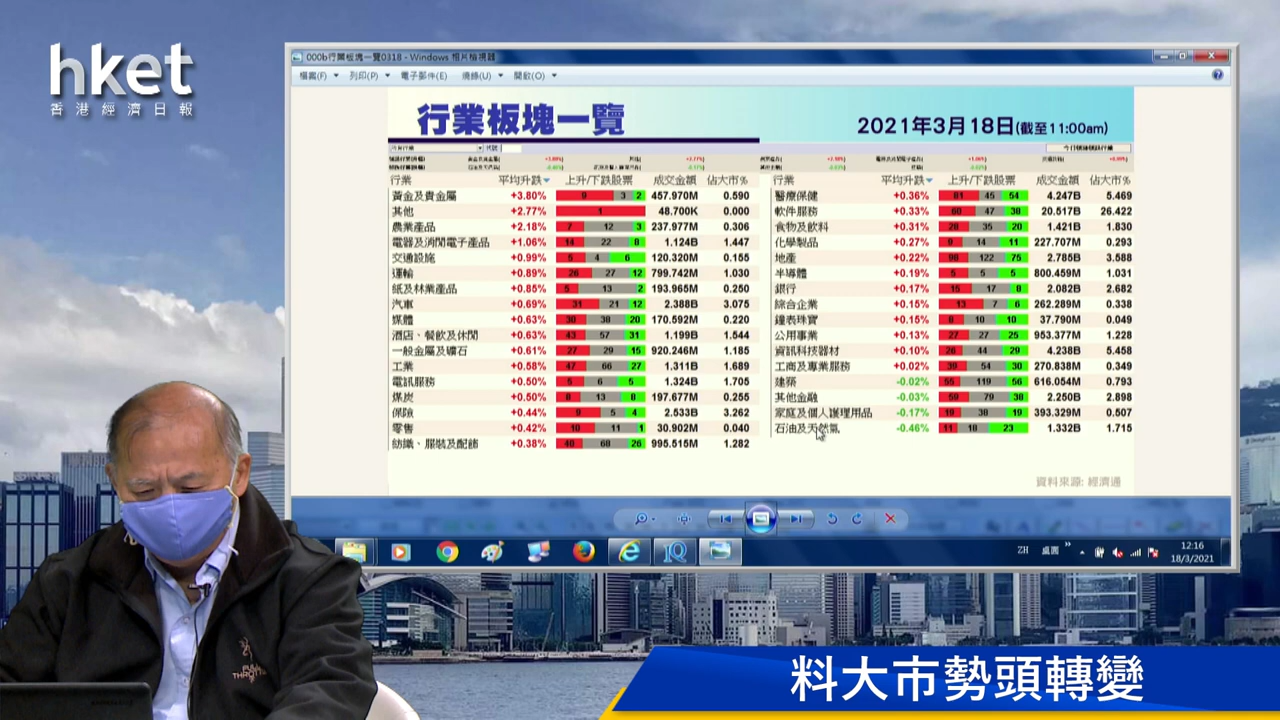 hket
香港經濟日報
000b行業板塊一覽0318 - Windows 相片檢視器
檔案(F) 列印(P) 電子郵件(E) 燒錄(U) 開啟(O)
行業板塊一覽
2021年3月18日(截至11:00am)
行業 平均升跌 上升/下跌股票 成交金額 佔大市%
黃金及貴金屬 +3.80% 9 3 2 457.970M 0.590
其他 +2.77% 1 48.700K 0.000
農業產品 +2.18% 7 12 3 237.977M 0.306
電器及消閒電子產品 +1.06% 14 22 8 1.124B 1.447
交通設施 +0.99% 5 4 6 120.320M 0.155
運輸 +0.89% 26 27 12 799.742M 1.030
紙及林業產品 +0.85% 5 13 2 193.965M 0.250
汽車 +0.69% 31 21 12 2.388B 3.075
媒體 +0.63% 30 38 20 170.592M 0.220
酒店、餐飲及休閒 +0.63% 43 57 31 1.199B 1.544
一般金屬及礦石 +0.61% 27 29 15 920.246M 1.185
工業 +0.58% 47 66 27 1.311B 1.689
電訊服務 +0.50% 5 6 5 1.324B 1.705
煤炭 +0.50% 8 13 8 197.677M 0.255
保險 +0.44% 9 5 4 2.533B 3.262
零售 +0.42% 10 11 1 30.902M 0.040
紡織、服裝及配飾 +0.38% 40 68 26 995.515M 1.282
行業 平均升跌 上升/下跌股票 成交金額 佔大市%
醫療保健 +0.36% 81 45 54 4.247B 5.469
軟件服務 +0.33% 60 47 38 20.517B 26.422
食物及飲料 +0.31% 28 35 20 1.421B 1.830
化學製品 +0.27% 9 14 11 227.707M 0.293
地產 +0.22% 98 122 75 2.785B 3.588
半導體 +0.19% 5 5 5 800.459M 1.031
銀行 +0.17% 15 17 8 2.082B 2.682
綜合企業 +0.15% 13 7 6 262.289M 0.338
鐘表珠寶 +0.15% 8 10 10 37.790M 0.049
公用事業 +0.13% 27 27 25 953.377M 1.228
資訊科技器材 +0.10% 26 44 29 4.238B 5.458
工商及專業服務 +0.02% 39 54 30 270.838M 0.349
建築 -0.02% 55 119 56 616.054M 0.793
其他金融 -0.03% 59 79 38 2.250B 2.898
家庭及個人護理用品 -0.17% 19 38 19 393.329M 0.507
石油及天然氣 -0.46% 11 18 23 1.332B 1.715
資料來源: 經濟通
ZH 桌面
12:16
18/3/2021
料大市勢頭轉變